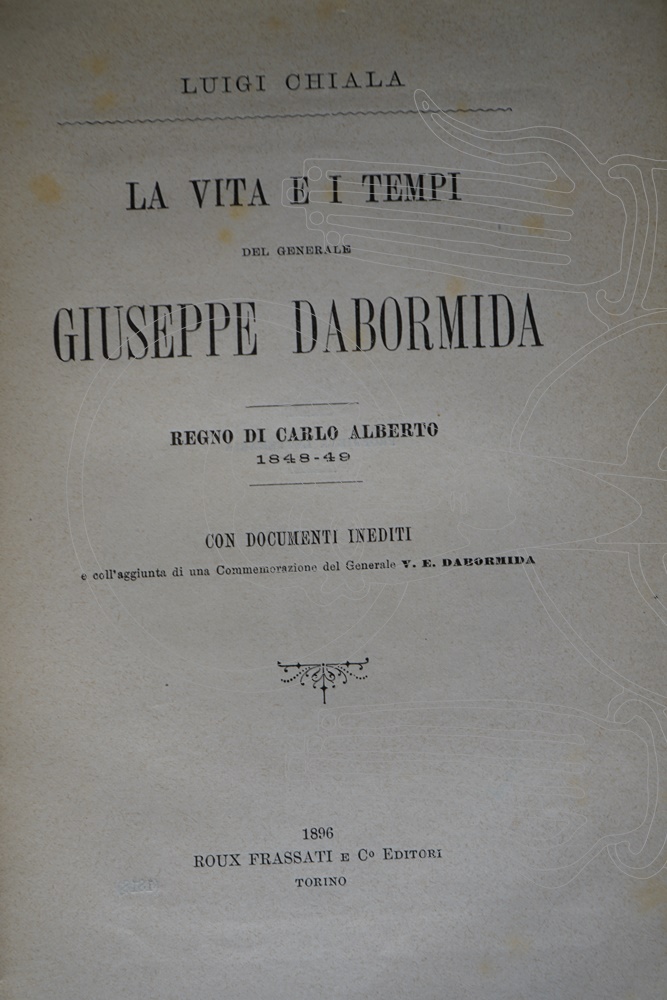 LUIGI CHIALA
LA VITA E I TEMPI
DEL GENERALE
GIUSEPPE DABORMIDA
REGNO DI CARLO ALBERTO
1848-49
CON DOCUMENTI INEDITI
e coll'aggiunta di una Commemorazione del Generale V. E. DABORMIDA
1896
ROUX FRASSATI E Cº EDITORI
TORINO